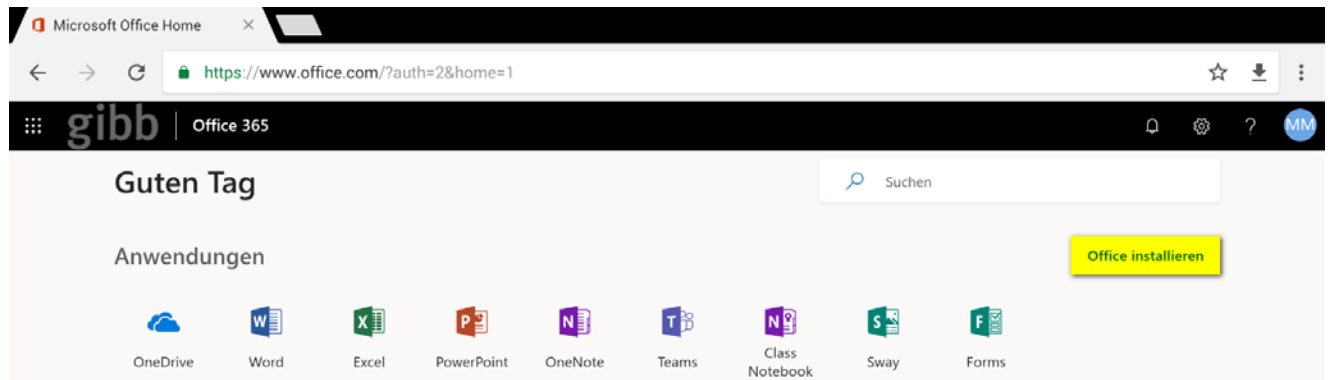 Microsoft Office Home
https://www.office.com/?auth=2&home=1
gibb Office 365 ? MM
Guten Tag
Suchen
Anwendungen
Office installieren
OneDrive Word Excel PowerPoint OneNote Teams Class Notebook Sway Forms